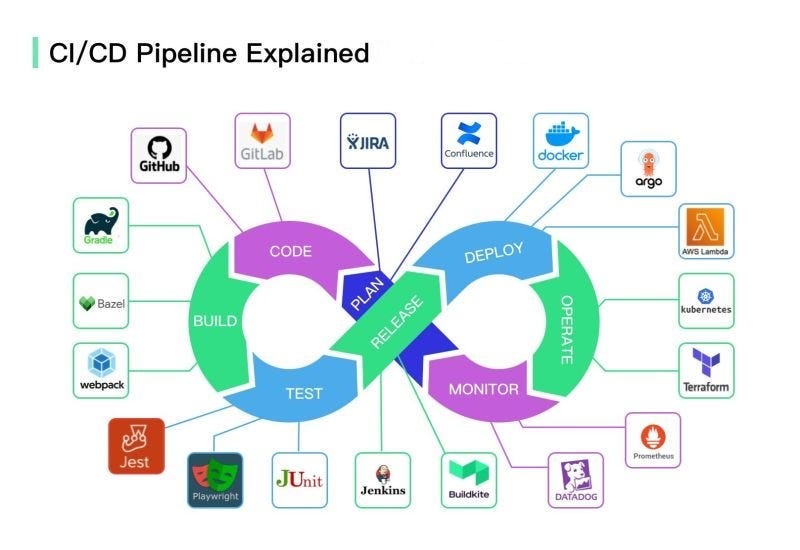 CI/CD Pipeline Explained
GitHub
GitLab
JIRA
Confluence
docker
argo
Gradle
AWS Lambda
CODE
DEPLOY
PLAN
Bazel
BUILD
RELEASE
OPERATE
kubernetes
webpack
TEST
MONITOR
Terraform
Jest
Playwright
JUnit
Jenkins
Buildkite
DATADOG
Prometheus